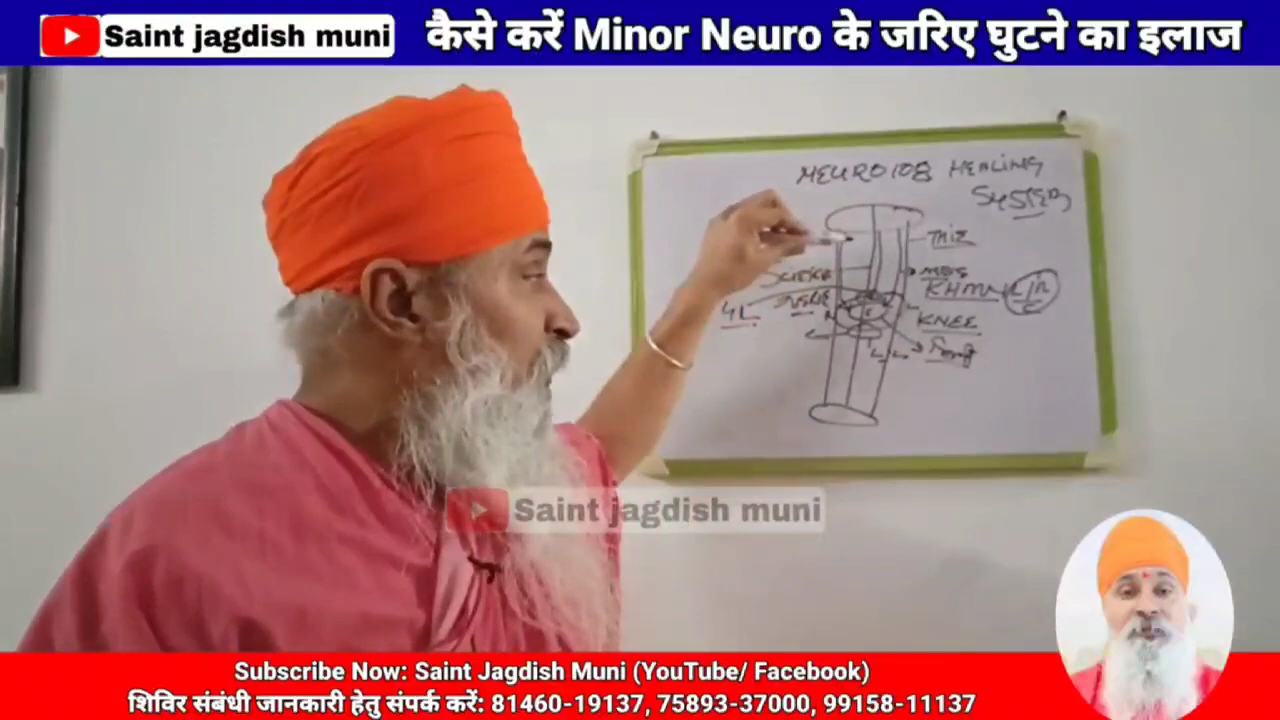 Saint jagdish muni
कैसे करें Minor Neuro के जरिए घुटने का इलाज
NEURO108 HEALING
SYSTEM
KNEE
4L
Saint jagdish muni
Subscribe Now: Saint Jagdish Muni (YouTube/ Facebook)
शिविर संबंधी जानकारी हेतु संपर्क करें: 81460-19137, 75893-37000, 99158-11137